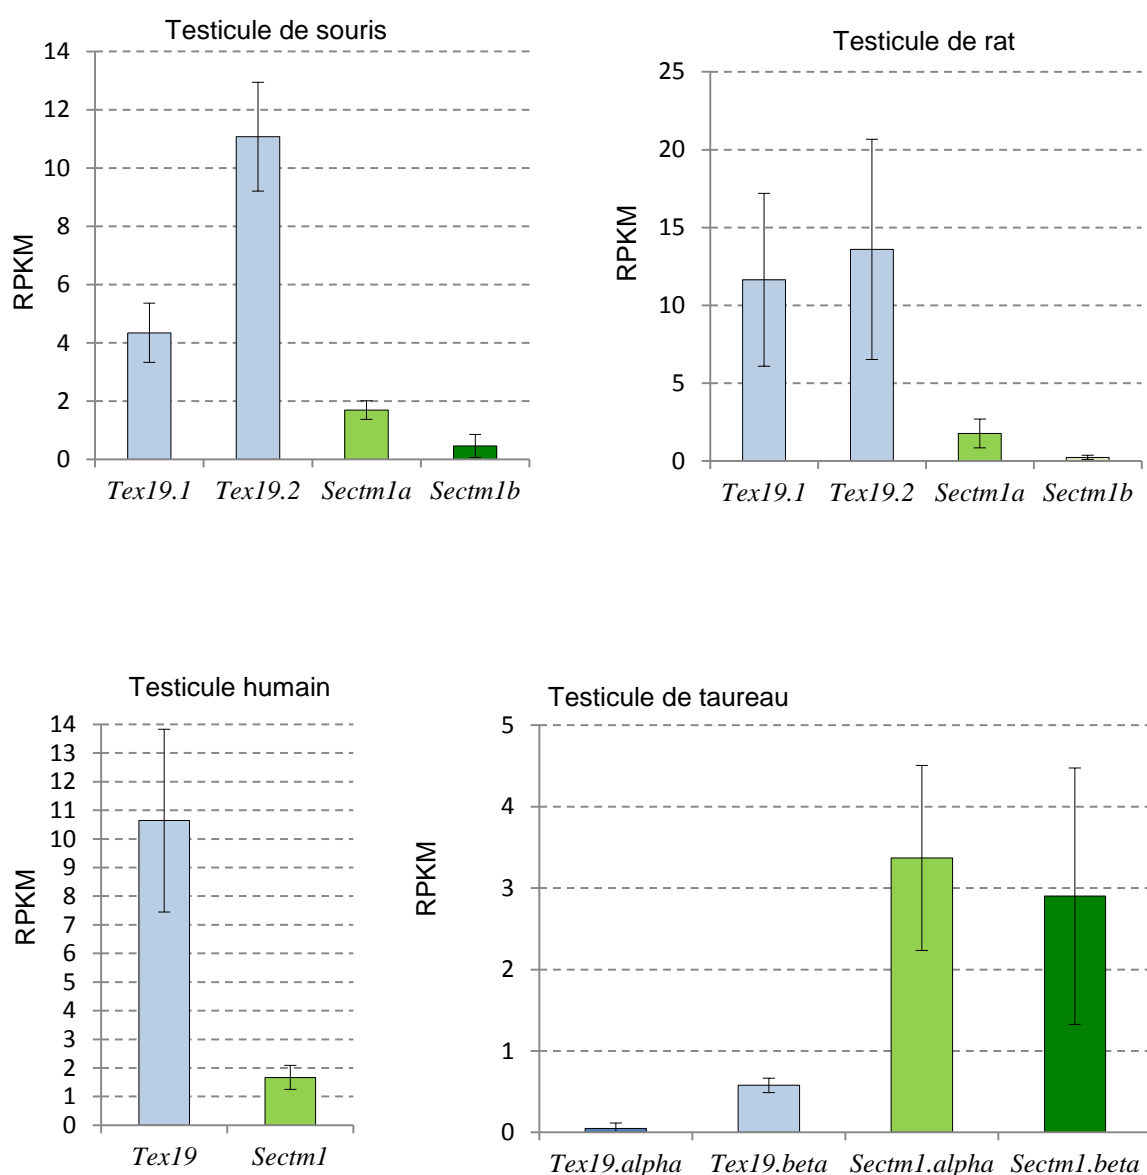 Testicule de souris
14
12
10
8
6
4
2
0
RPKM
Tex19.1 Tex19.2 Sectm1a Sectm1b
Testicule de rat
25
20
15
10
5
0
RPKM
Tex19.1 Tex19.2 Sectm1a Sectm1b
Testicule humain
14
13
12
11
10
9
8
7
6
5
4
3
2
1
0
RPKM
Tex19 Sectm1
Testicule de taureau
5
4
3
2
1
0
RPKM
Tex19.alpha Tex19.beta Sectm1.alpha Sectm1.beta